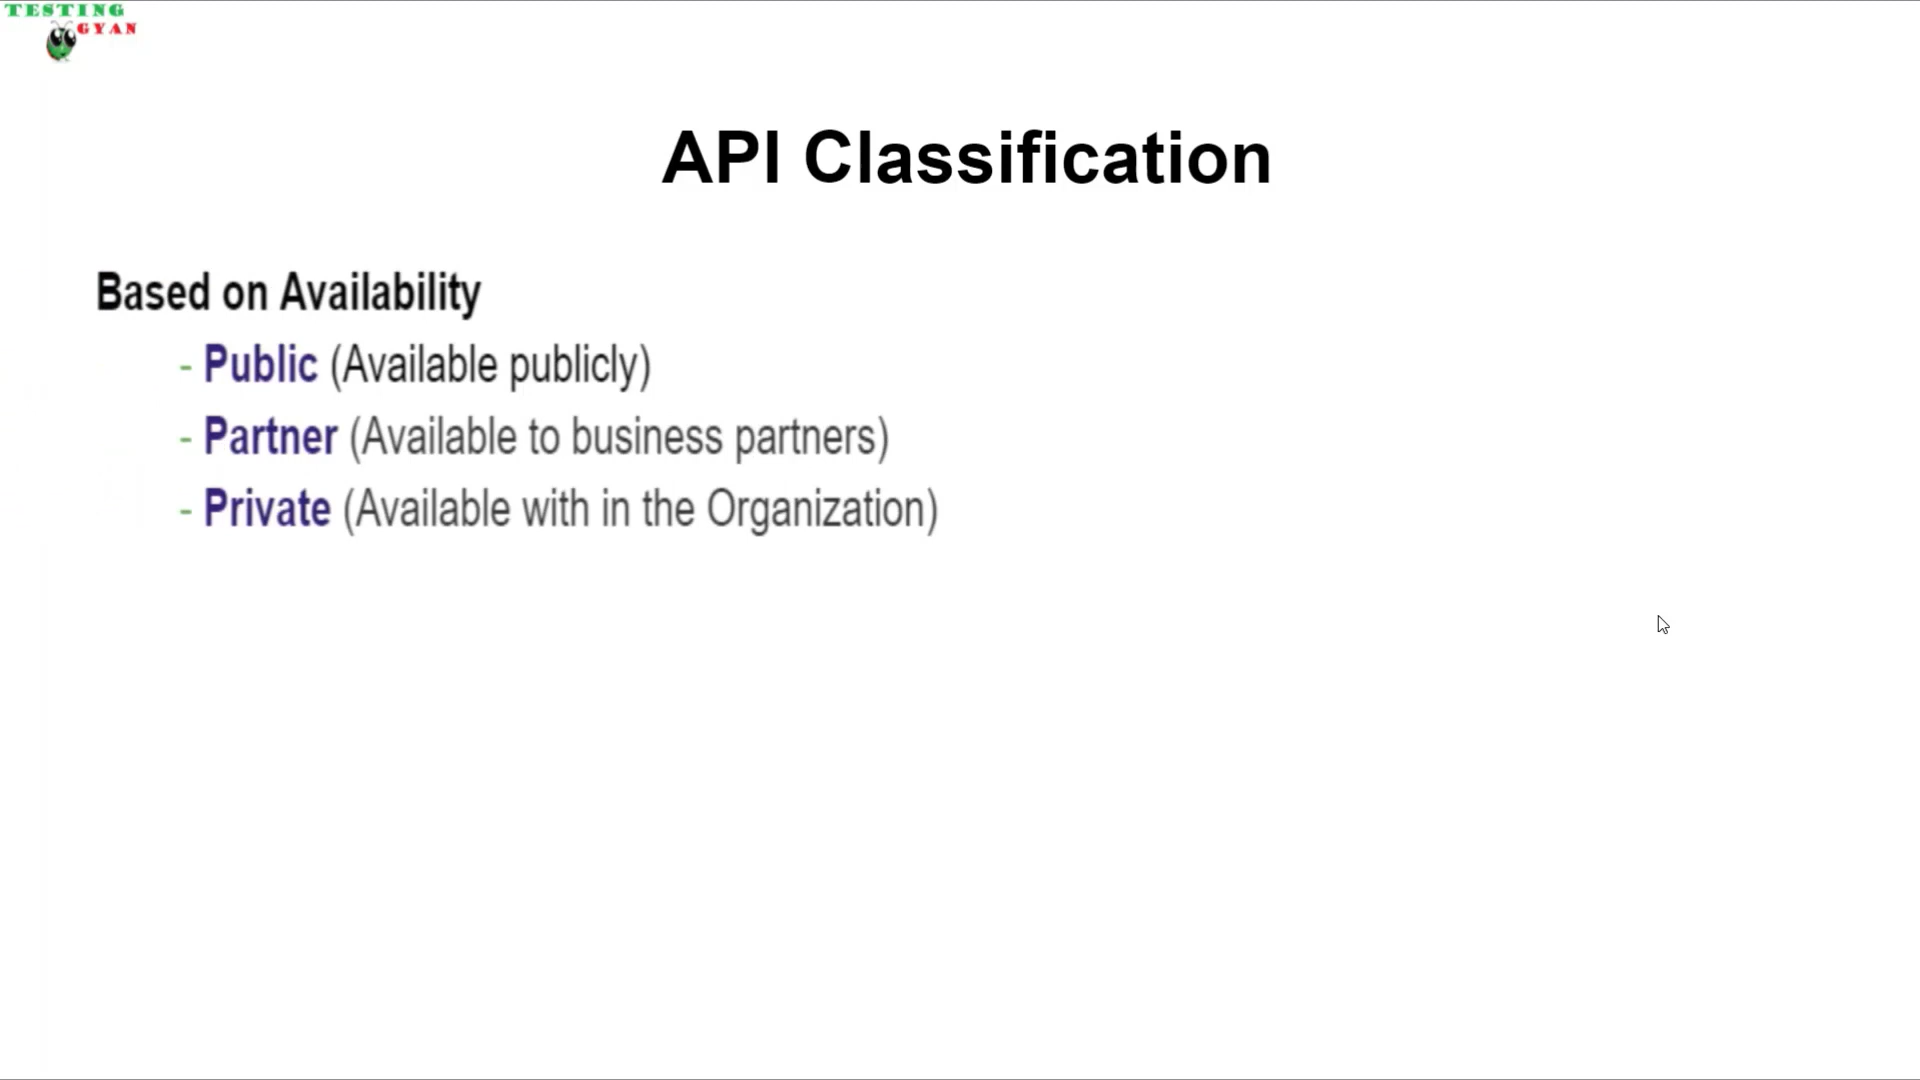 TESTING
GYAN
API Classification
Based on Availability
- Public (Available publicly)
- Partner (Available to business partners)
- Private (Available with in the Organization)